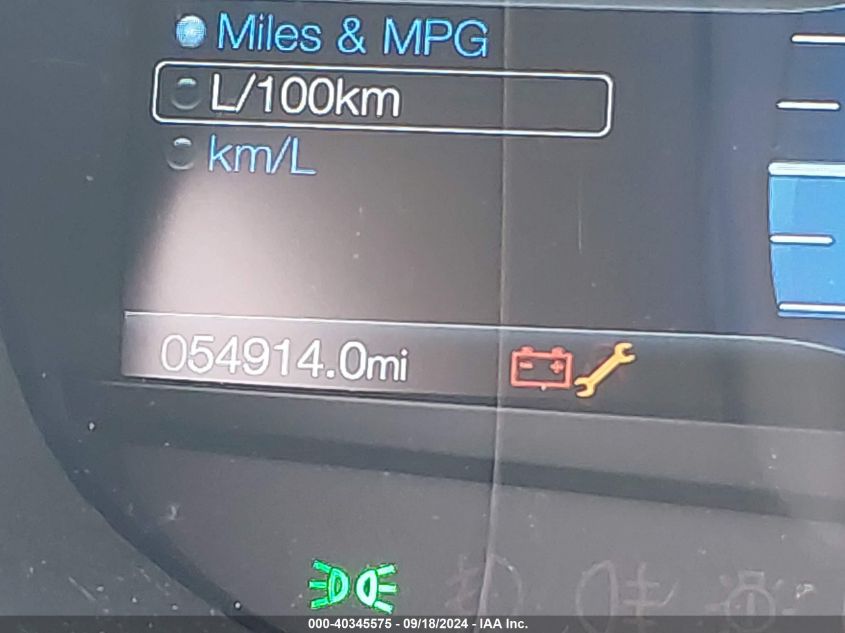 Miles & MPG
L/100km
km/L
054914.0mi
000-40345575 - 09/18/2024 - IAA Inc.